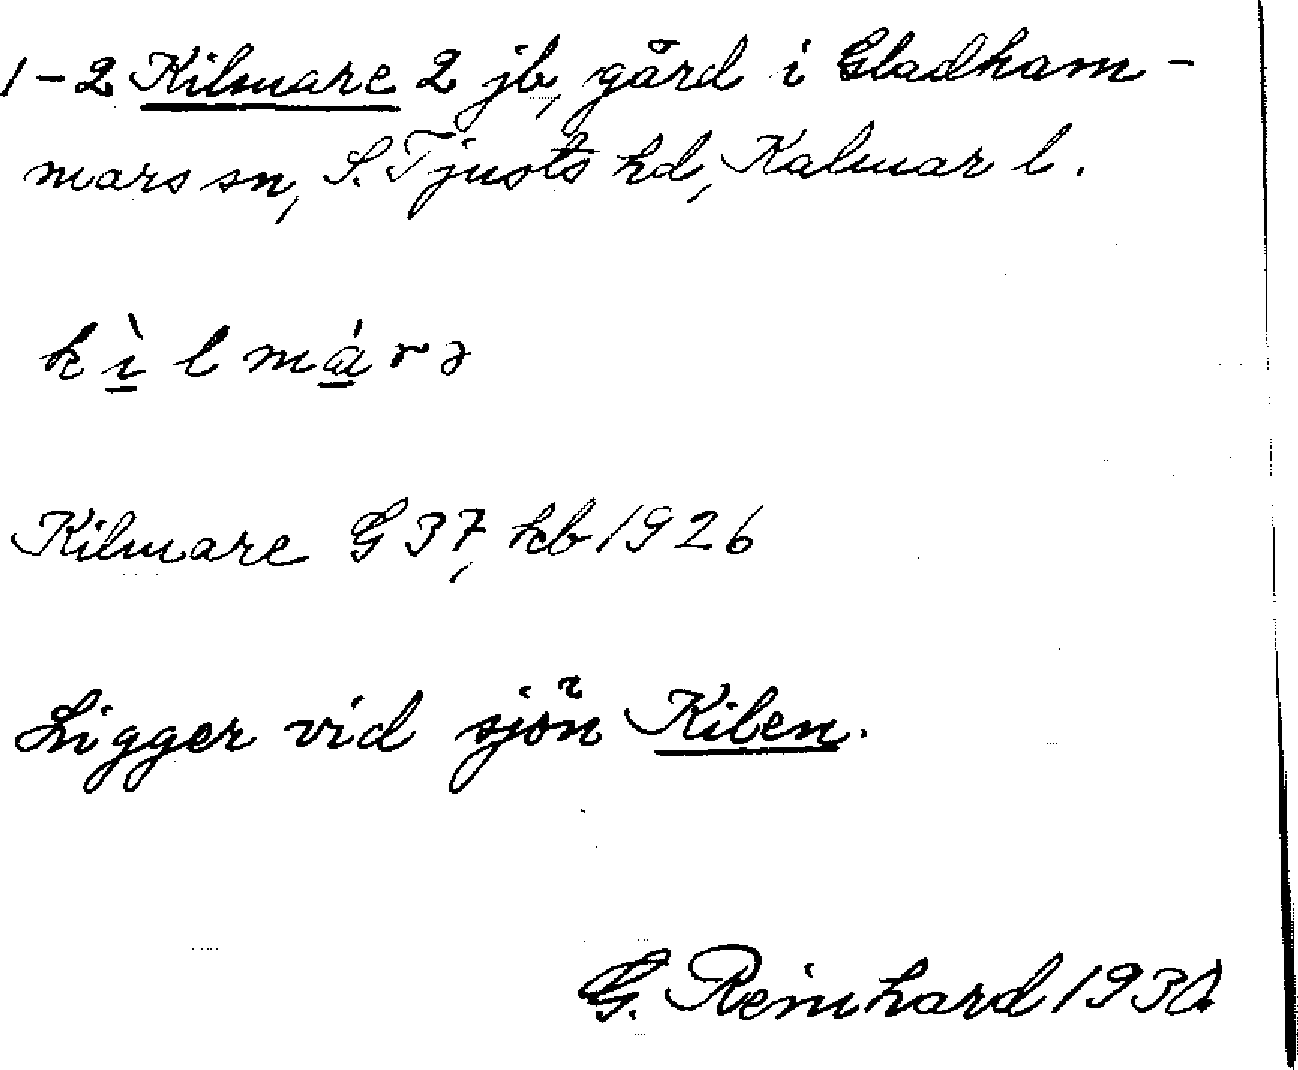 1-2 Kilmare 2 jb, gård i Gladham-
mars sn, S. Tjusts hd, Kalmar l.
kìlmárə
Kilmare G 37, kb 1926
Ligger vid sjön Kilen.
G. Reinhard